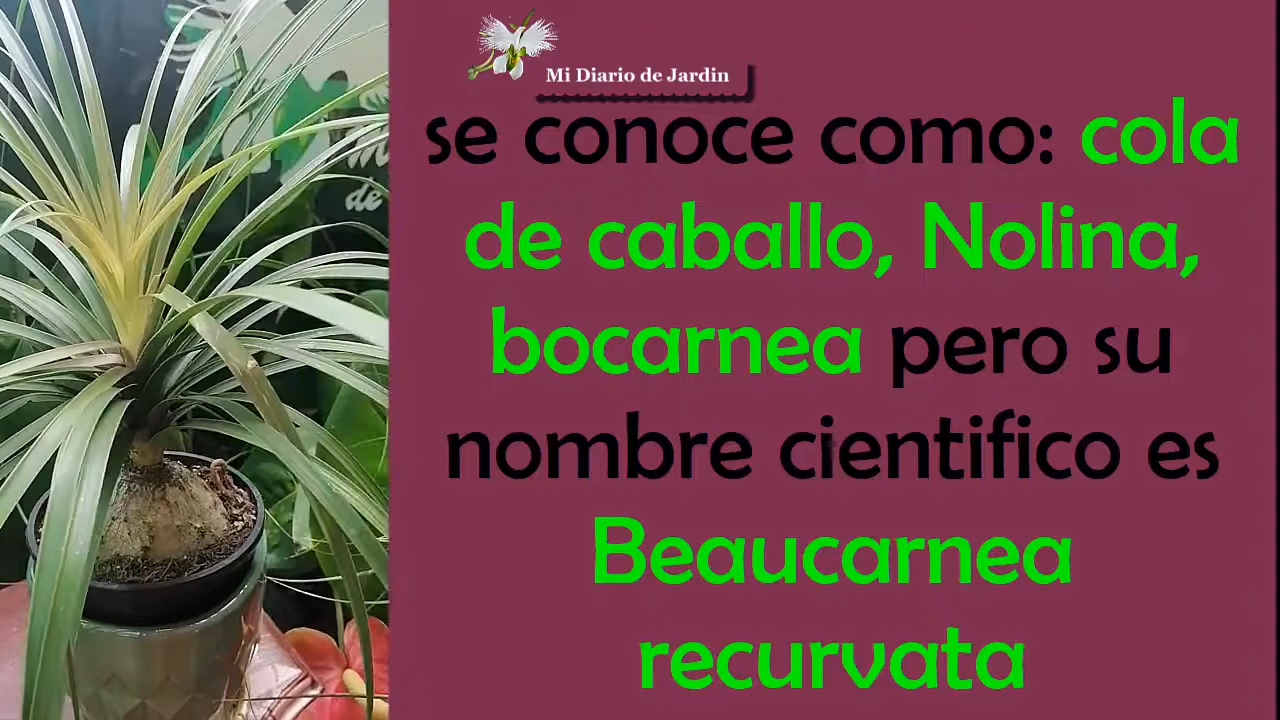 Mi Diario de Jardin
se conoce como: cola
de caballo, Nolina,
bocarnea pero su
nombre cientifico es
Beaucarnea
recurvata
de